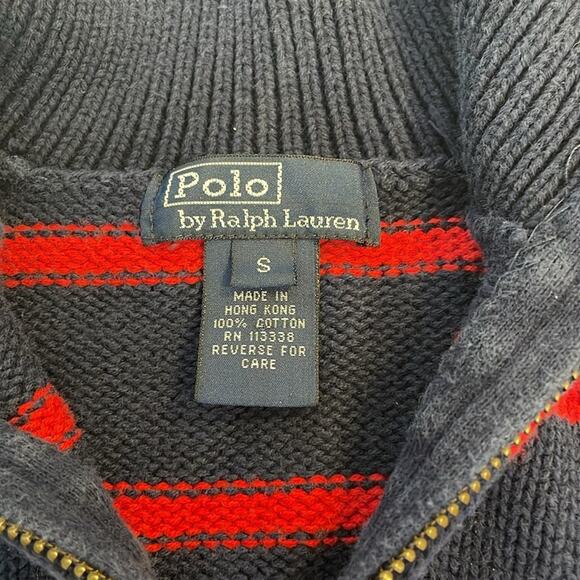 Polo
by Ralph Lauren
S
MADE IN
HONG KONG
100% COTTON
RN 113338
REVERSE FOR
CARE